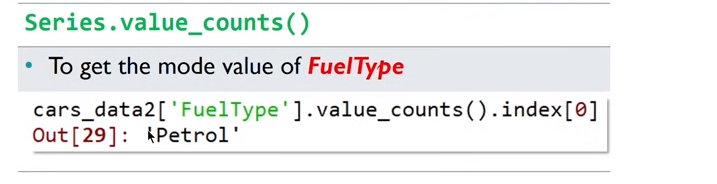 Series.value_counts()
• To get the mode value of FuelType
cars_data2['FuelType'].value_counts().index[0]
Out[29]: 'Petrol'